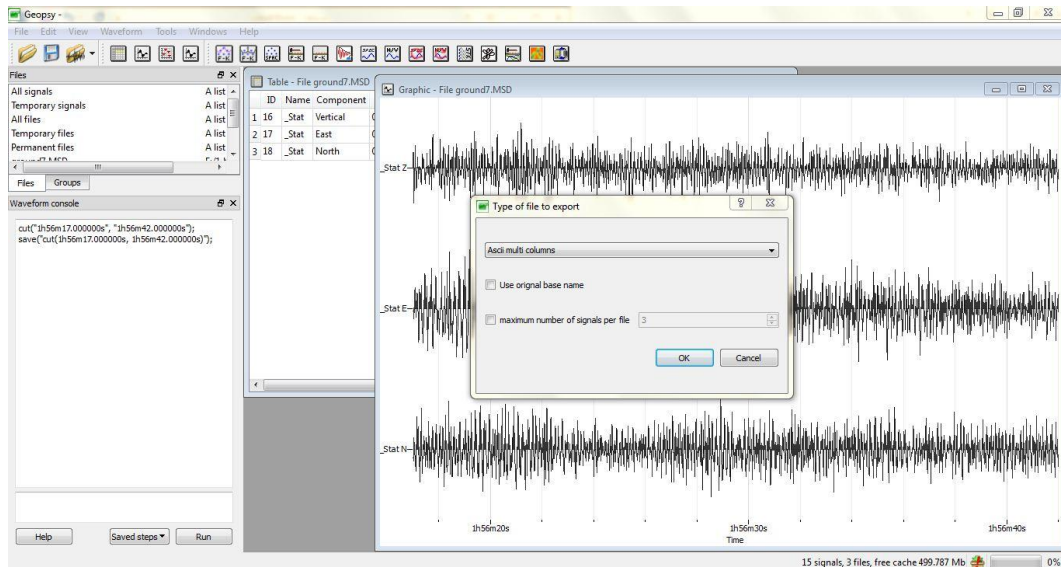 Geopsy -
File Edit View Waveform Tools Windows Help
Files
All signals A list
Temporary signals A list
All files A list
Temporary files A list
Permanent files A list
Files Groups
Waveform console
cut("1h56m17.000000s", "1h56m42.000000s");
save("cut(1h56m17.000000s, 1h56m42.000000s)");
Help Saved steps Run
Table - File ground7.MSD
ID Name Component
1 16 _Stat Vertical
2 17 _Stat East
3 18 _Stat North
Graphic - File ground7.MSD
_Stat Z
_Stat E
_Stat N
1h56m20s 1h56m30s 1h56m40s
Time
Type of file to export
Ascii multi columns
Use orignal base name
maximum number of signals per file 3
OK Cancel
15 signals, 3 files, free cache 499.787 Mb 0%